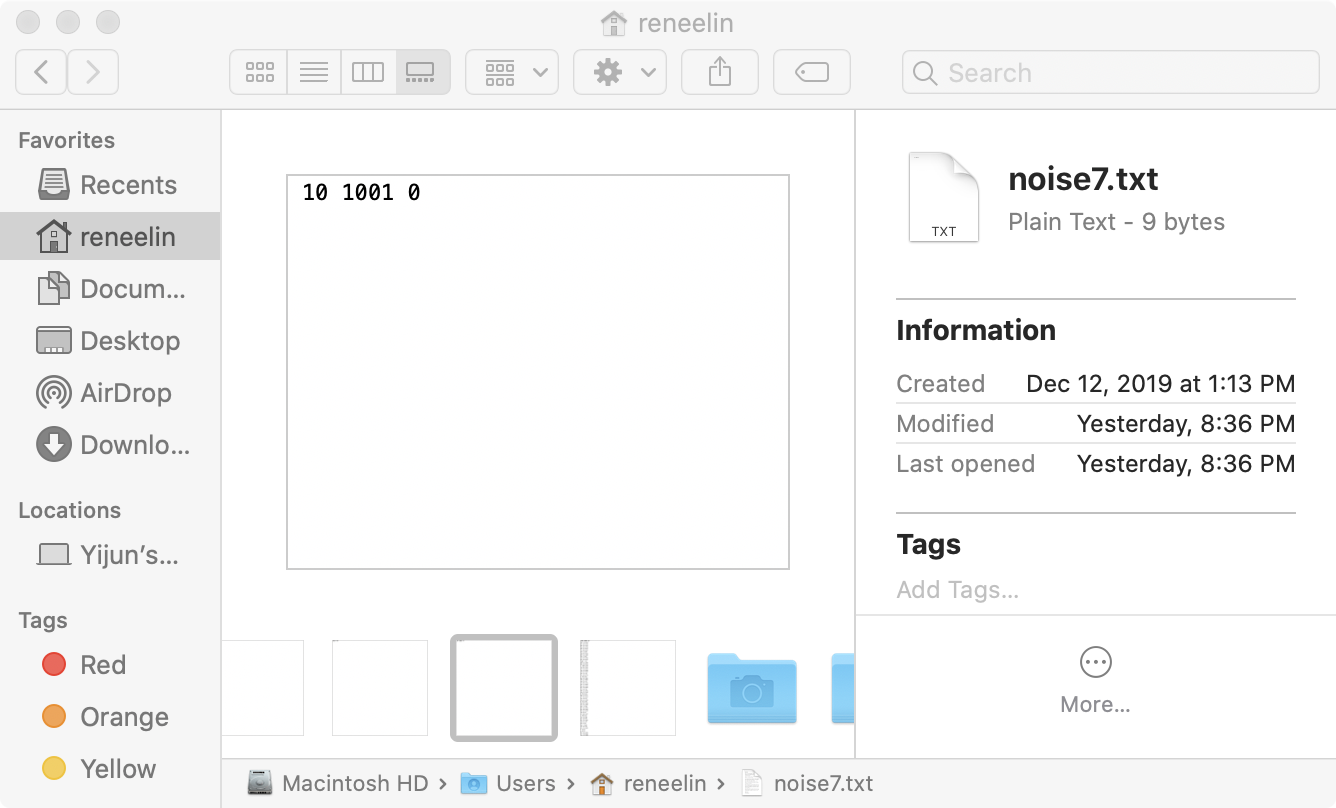 reneelin
Search
Favorites
Recents
reneelin
Docum...
Desktop
AirDrop
Downlo...
Locations
Yijun’s...
Tags
Red
Orange
Yellow
10 1001 0
TXT
noise7.txt
Plain Text - 9 bytes
Information
Created Dec 12, 2019 at 1:13 PM
Modified Yesterday, 8:36 PM
Last opened Yesterday, 8:36 PM
Tags
Add Tags...
More...
Macintosh HD › Users › reneelin › noise7.txt